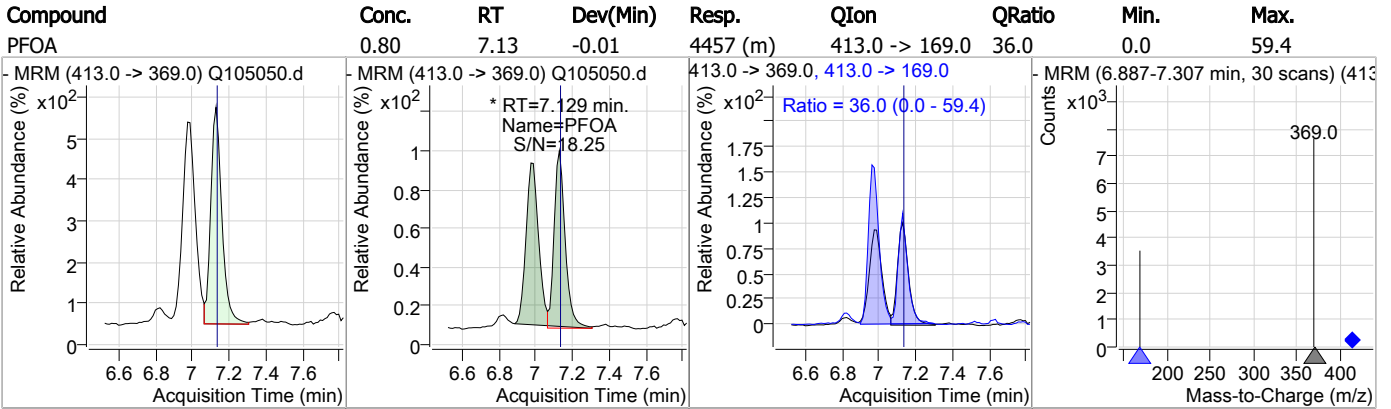 Compound Conc. RT Dev(Min) Resp. QIon QRatio Min. Max.
PFOA 0.80 7.13 -0.01 4457 (m) 413.0 -> 169.0 36.0 0.0 59.4
- MRM (413.0 -> 369.0) Q105050.d
x10²
Relative Abundance (%)
5
4
3
2
1
0
6.6 6.8 7 7.2 7.4 7.6
Acquisition Time (min)
- MRM (413.0 -> 369.0) Q105050.d
x10²
* RT=7.129 min.
Name=PFOA
S/N=18.25
Relative Abundance (%)
1
0.8
0.6
0.4
0.2
0
6.6 6.8 7 7.2 7.4 7.6
Acquisition Time (min)
413.0 -> 369.0, 413.0 -> 169.0
x10²
Ratio = 36.0 (0.0 - 59.4)
Relative Abundance (%)
1.75
1.5
1.25
1
0.75
0.5
0.25
0
6.6 6.8 7 7.2 7.4 7.6
Acquisition Time (min)
- MRM (6.887-7.307 min, 30 scans) (413
x10³
Counts
369.0
7
6
5
4
3
2
1
0
200 250 300 350 400
Mass-to-Charge (m/z)